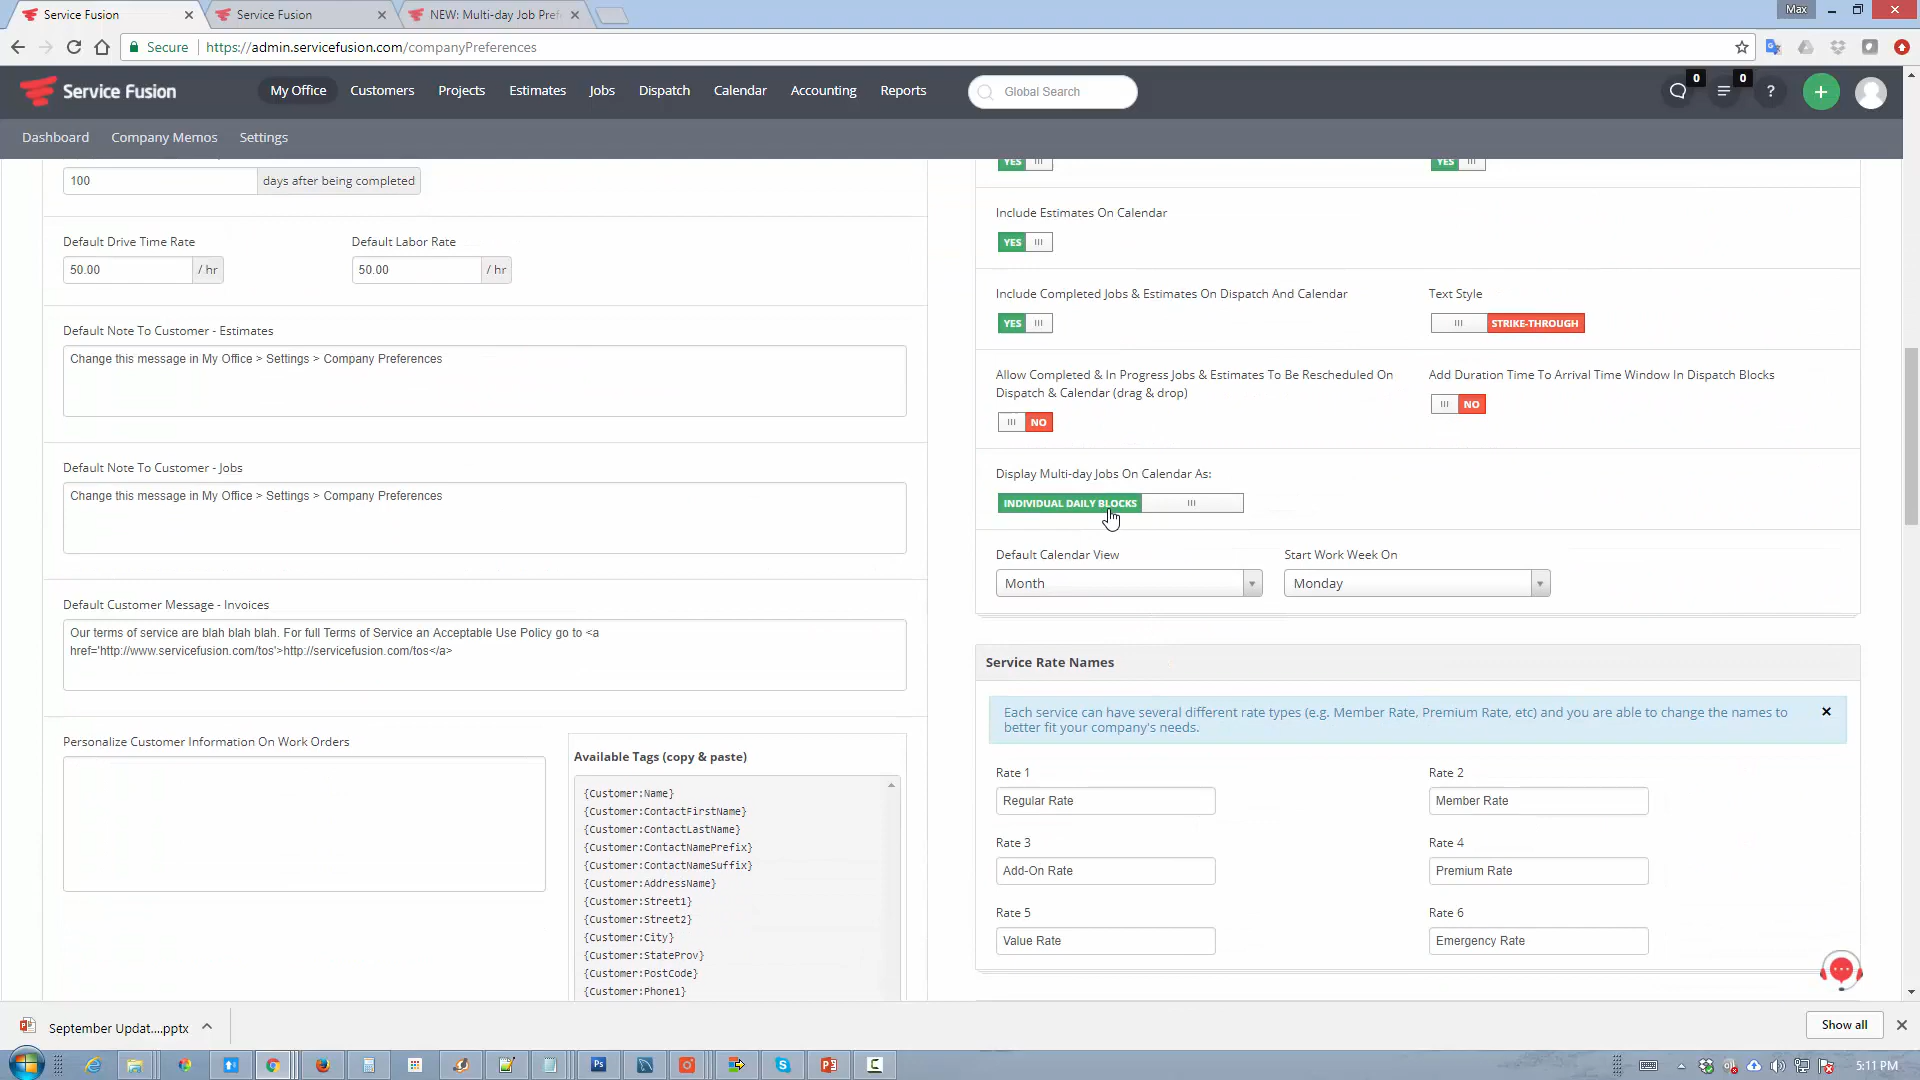 Service Fusion
Service Fusion
NEW: Multi-day Job Pref
Max
Secure
https://admin.servicefusion.com/companyPreferences
Service Fusion
My Office
Customers
Projects
Estimates
Jobs
Dispatch
Calendar
Accounting
Reports
Global Search
0
0
?
+
Dashboard
Company Memos
Settings
100
days after being completed
Default Drive Time Rate
Default Labor Rate
50.00
/ hr
50.00
/ hr
Default Note To Customer - Estimates
Change this message in My Office > Settings > Company Preferences
Default Note To Customer - Jobs
Change this message in My Office > Settings > Company Preferences
Default Customer Message - Invoices
Our terms of service are blah blah blah. For full Terms of Service an Acceptable Use Policy go to <a
href='http://www.servicefusion.com/tos'>http://servicefusion.com/tos</a>
Personalize Customer Information On Work Orders
Available Tags (copy & paste)
{Customer:Name}
{Customer:ContactFirstName}
{Customer:ContactLastName}
{Customer:ContactNamePrefix}
{Customer:ContactNameSuffix}
{Customer:AddressName}
{Customer:Street1}
{Customer:Street2}
{Customer:City}
{Customer:StateProv}
{Customer:PostCode}
{Customer:Phone1}
YES
YES
Include Estimates On Calendar
YES
Include Completed Jobs & Estimates On Dispatch And Calendar
Text Style
YES
STRIKE-THROUGH
Allow Completed & In Progress Jobs & Estimates To Be Rescheduled On
Dispatch & Calendar (drag & drop)
Add Duration Time To Arrival Time Window In Dispatch Blocks
NO
NO
Display Multi-day Jobs On Calendar As:
INDIVIDUAL DAILY BLOCKS
Default Calendar View
Start Work Week On
Month
Monday
Service Rate Names
Each service can have several different rate types (e.g. Member Rate, Premium Rate, etc) and you are able to change the names to
better fit your company's needs.
Rate 1
Rate 2
Regular Rate
Member Rate
Rate 3
Rate 4
Add-On Rate
Premium Rate
Rate 5
Rate 6
Value Rate
Emergency Rate
September Updat....pptx
Show all
5:11 PM